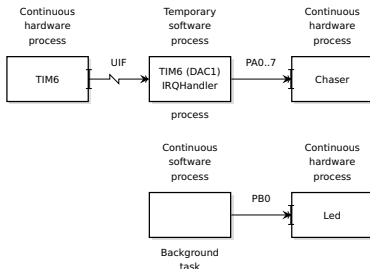 Continuous
hardware
process
Temporary
software
process
Continuous
hardware
process
TIM6
UIF
TIM6 (DAC1)
IRQHandler
PA0..7
Chaser
process
Continuous
software
process
Continuous
hardware
process
PB0
Led
Background
task